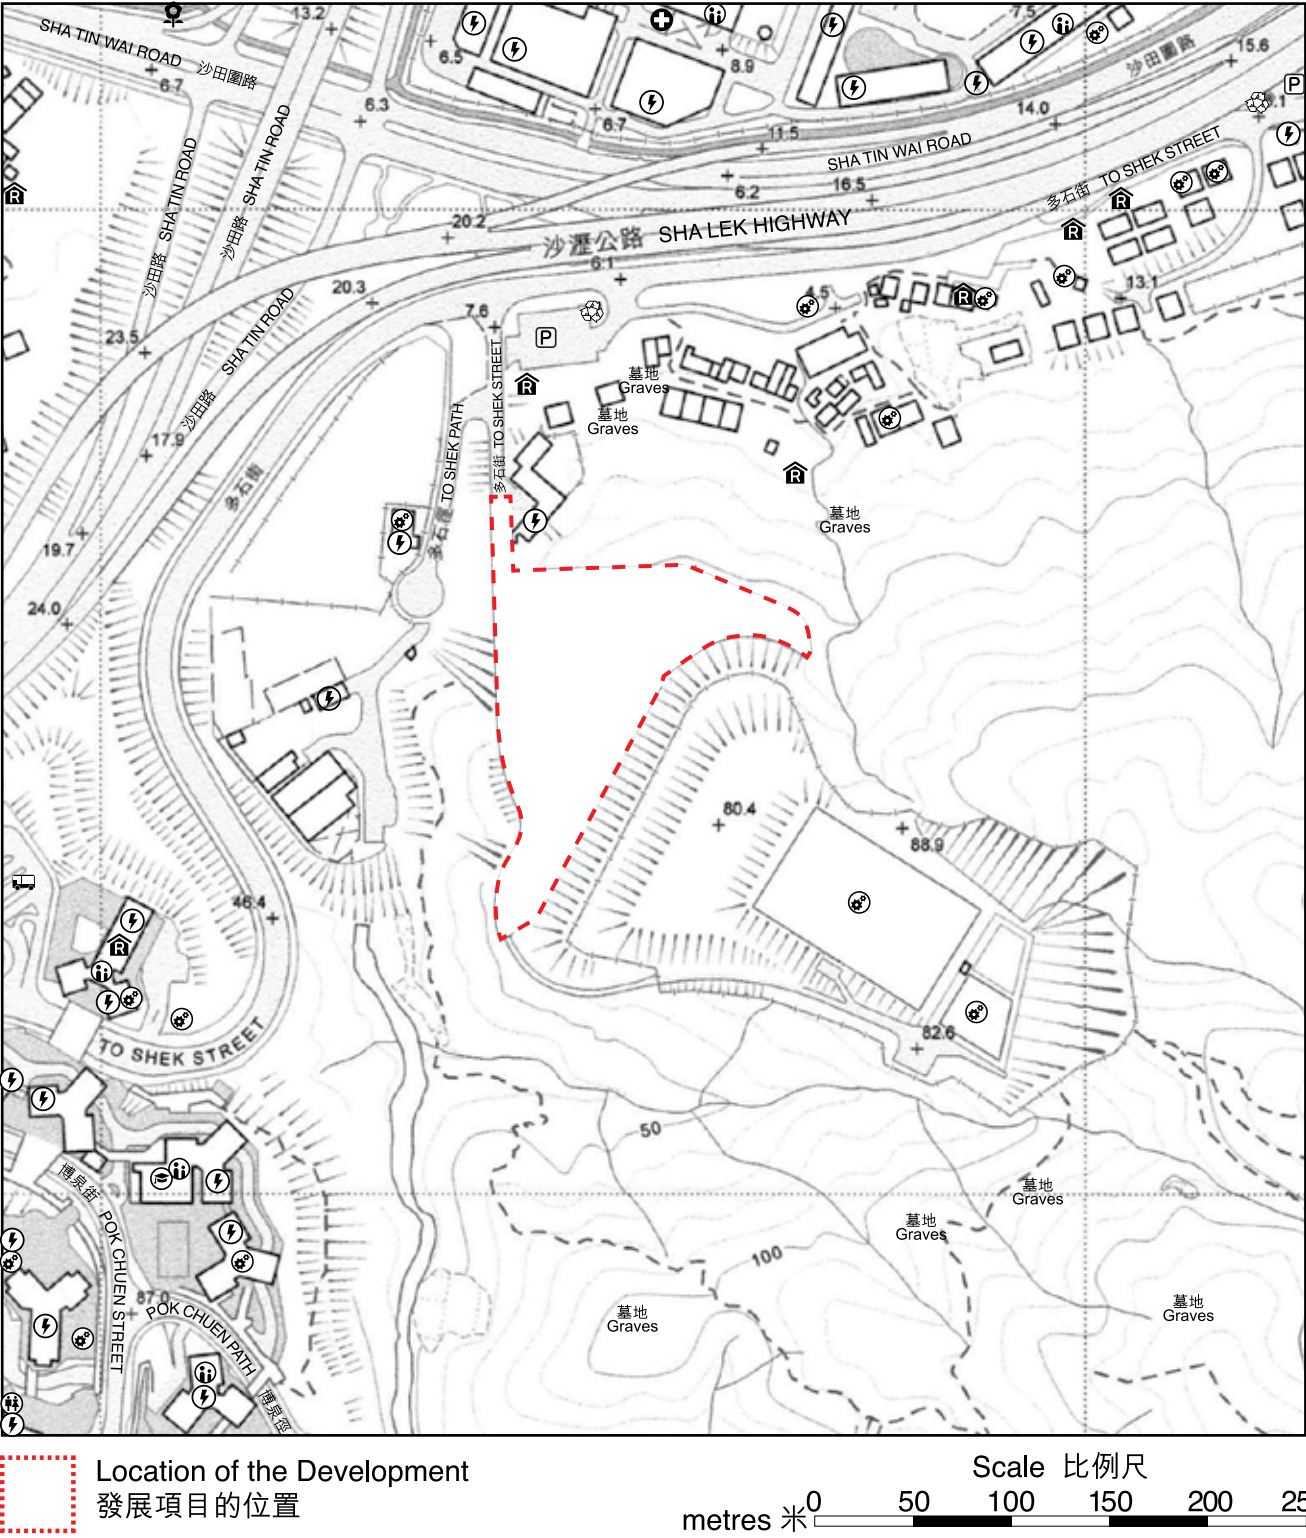 13.2
7.5
SHA TIN WAI ROAD 沙田圍路
6.5
8.9
15.6
沙田圍路
6.7
P
6.3
6.7
14.0
11.5
SHA TIN WAI ROAD
多石街 TO SHEK STREET
沙田路 SHA TIN ROAD
沙田路 SHA TIN ROAD
6.2
16.5
R
R
R
20.2
沙瀝公路 SHA LEK HIGHWAY
6.1
13.1
20.3
4.5
R
7.6
沙田路 SHA TIN ROAD
23.5
P
R
墓地
Graves
墓地
Graves
多石街 TO SHEK STREET
多石徑 TO SHEK PATH
17.9
多石街
R
墓地
Graves
19.7
24.0
80.4
88.9
46.4
R
82.6
TO SHEK STREET
50
博泉街 POK CHUEN STREET
墓地
Graves
墓地
Graves
100
87.0
POK CHUEN PATH 博泉徑
墓地
Graves
墓地
Graves
Location of the Development
發展項目的位置
Scale 比例尺
metres 米 0 50 100 150 200 25